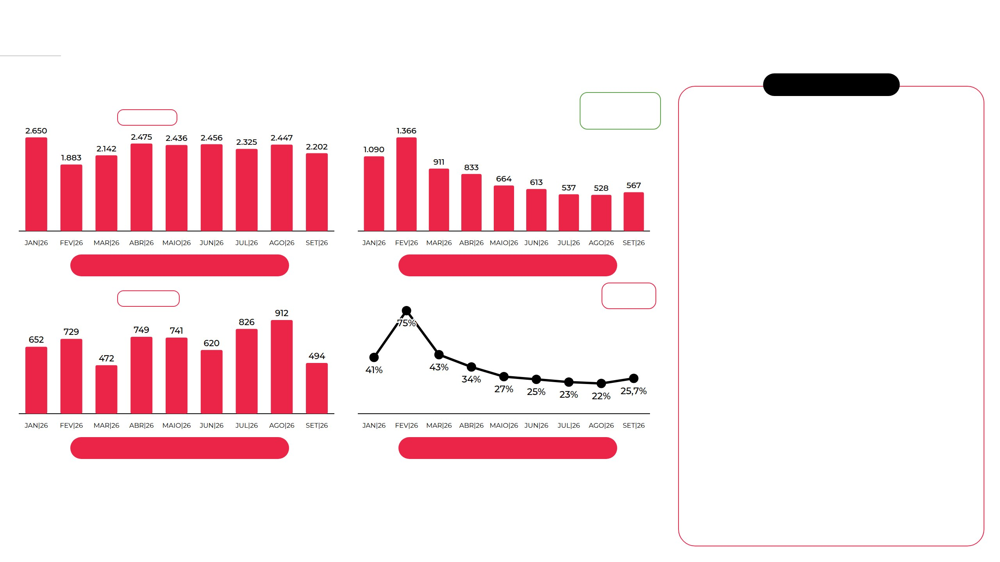 2.650 1.883 2.142 2.475 2.436 2.456 2.325 2.447 2.202
JAN|26 FEV|26 MAR|26 ABR|26 MAIO|26 JUN|26 JUL|26 AGO|26 SET|26
1.090 1.366 911 833 664 613 537 528 567
JAN|26 FEV|26 MAR|26 ABR|26 MAIO|26 JUN|26 JUL|26 AGO|26 SET|26
652 729 472 749 741 620 826 912 494
JAN|26 FEV|26 MAR|26 ABR|26 MAIO|26 JUN|26 JUL|26 AGO|26 SET|26
41% 75% 43% 34% 27% 25% 23% 22% 25,7%
JAN|26 FEV|26 MAR|26 ABR|26 MAIO|26 JUN|26 JUL|26 AGO|26 SET|26